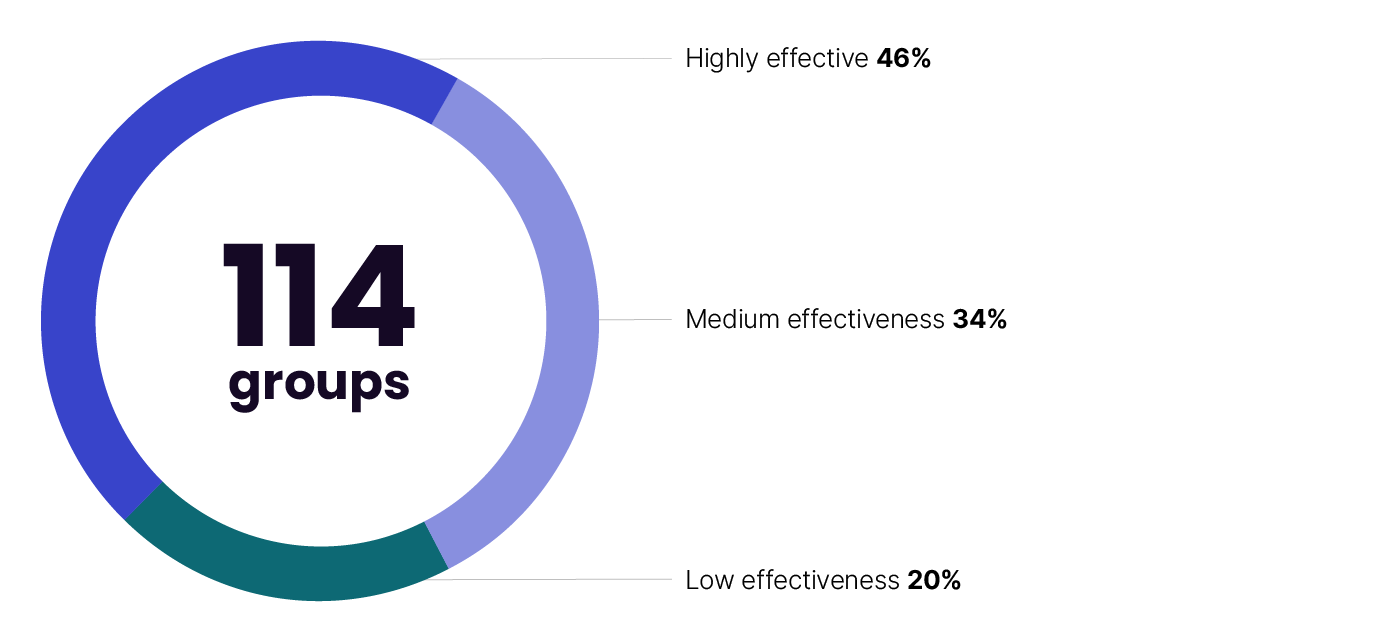 Highly effective 46%
114
groups
Medium effectiveness 34%
Low effectiveness 20%